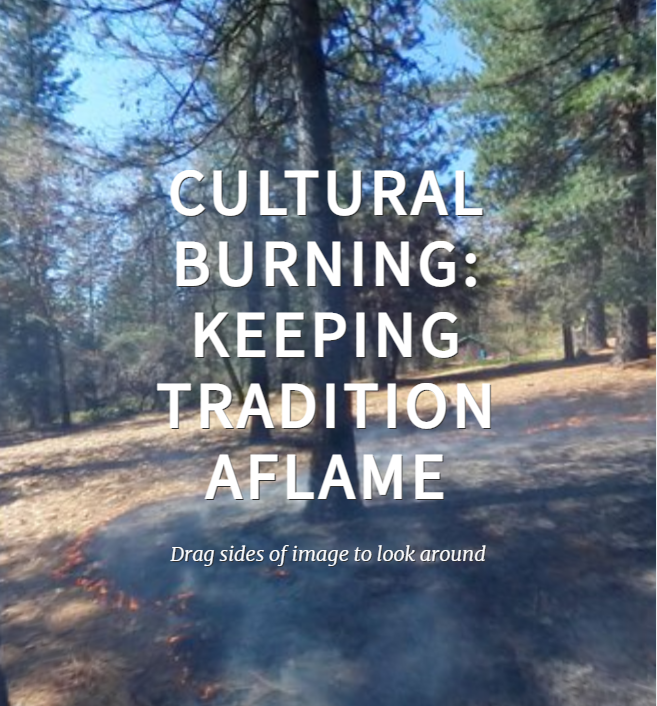 CULTURAL
BURNING:
KEEPING
TRADITION
AFLAME
Drag sides of image to look around